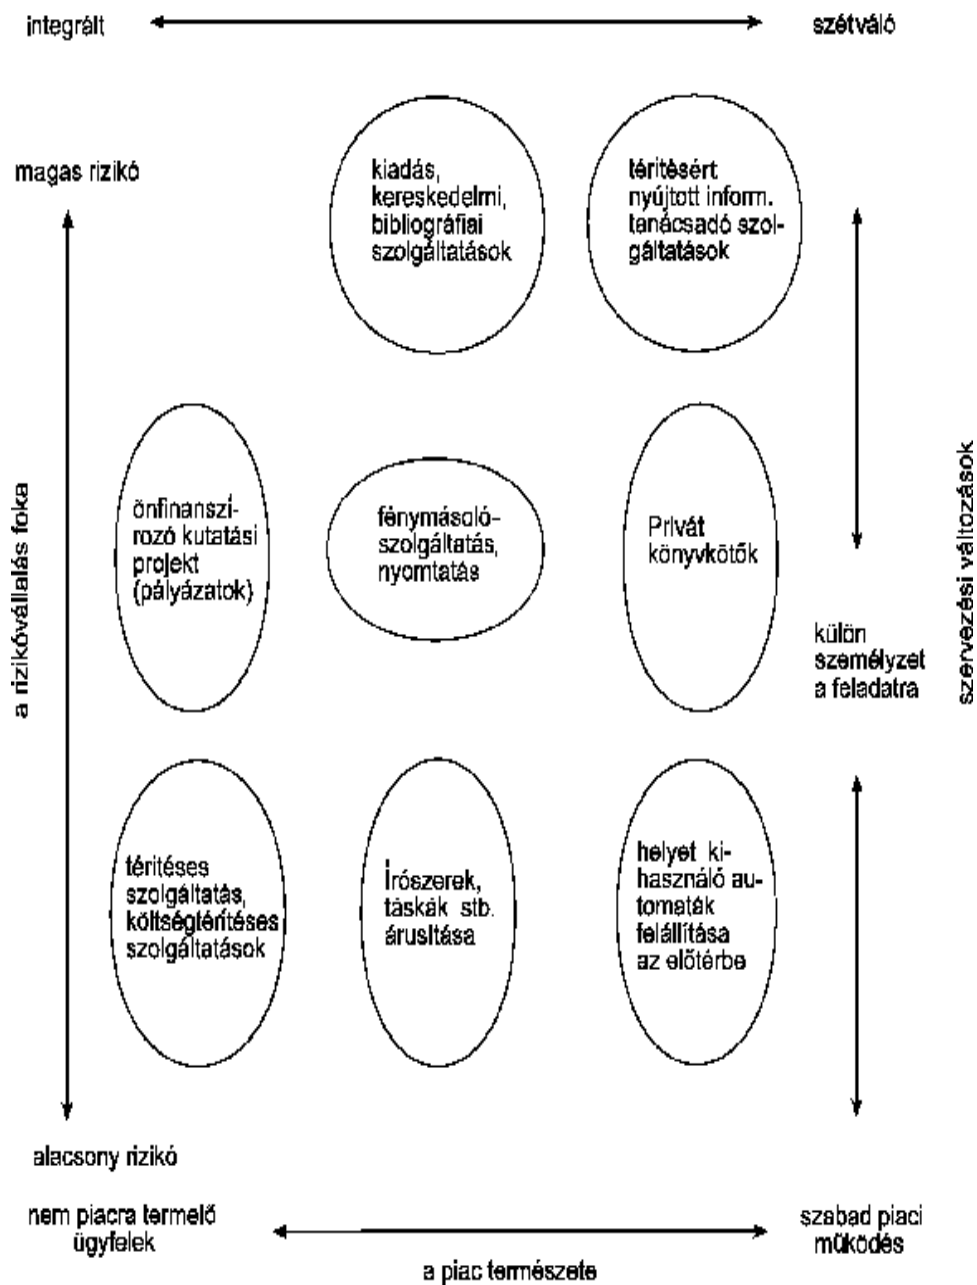 integrált
szétváló
magas rizikó
kiadás,
kereskedelmi,
bibliográfiai
szolgáltatások
térítésért
nyújtott inform.
tanácsadó szol-
gáltatások
a rizikóvállalás foka
önfinanszí-
rozó kutatási
projekt
(pályázatok)
fénymásoló-
szolgáltatás,
nyomtatás
Privát
könyvkötők
külön
személyzet
a feladatra
szervezési változások
térítéses
szolgáltatás,
költségtérítéses
szolgáltatások
Írószerek,
táskák stb.
árusítása
helyet ki-
használó au-
tomaták
felállítása
az előtérbe
alacsony rizikó
nem piacra termelő
ügyfelek
szabad piaci
működés
a piac természete